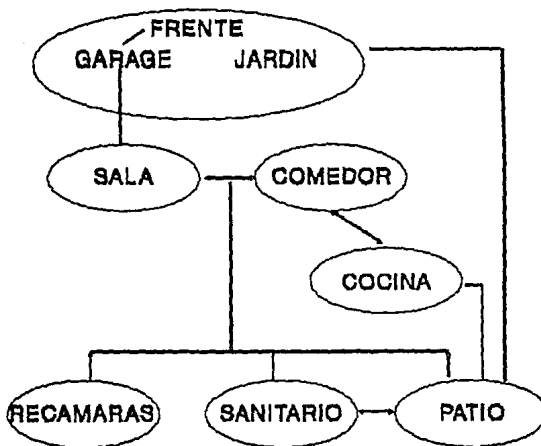 FRENTE
GARAGE JARDIN
SALA COMEDOR
COCINA
RECAMARAS SANITARIO PATIO